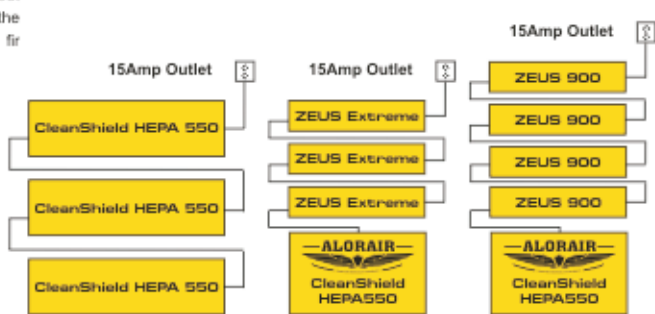 the
fir
15Amp Outlet
CleanShield HEPA 550
CleanShield HEPA 550
CleanShield HEPA 550
15Amp Outlet
ZEUS Extreme
ZEUS Extreme
ZEUS Extreme
ALORAIR
CleanShield
HEPA550
15Amp Outlet
ZEUS 900
ZEUS 900
ZEUS 900
ZEUS 900
ALORAIR
CleanShield
HEPA550